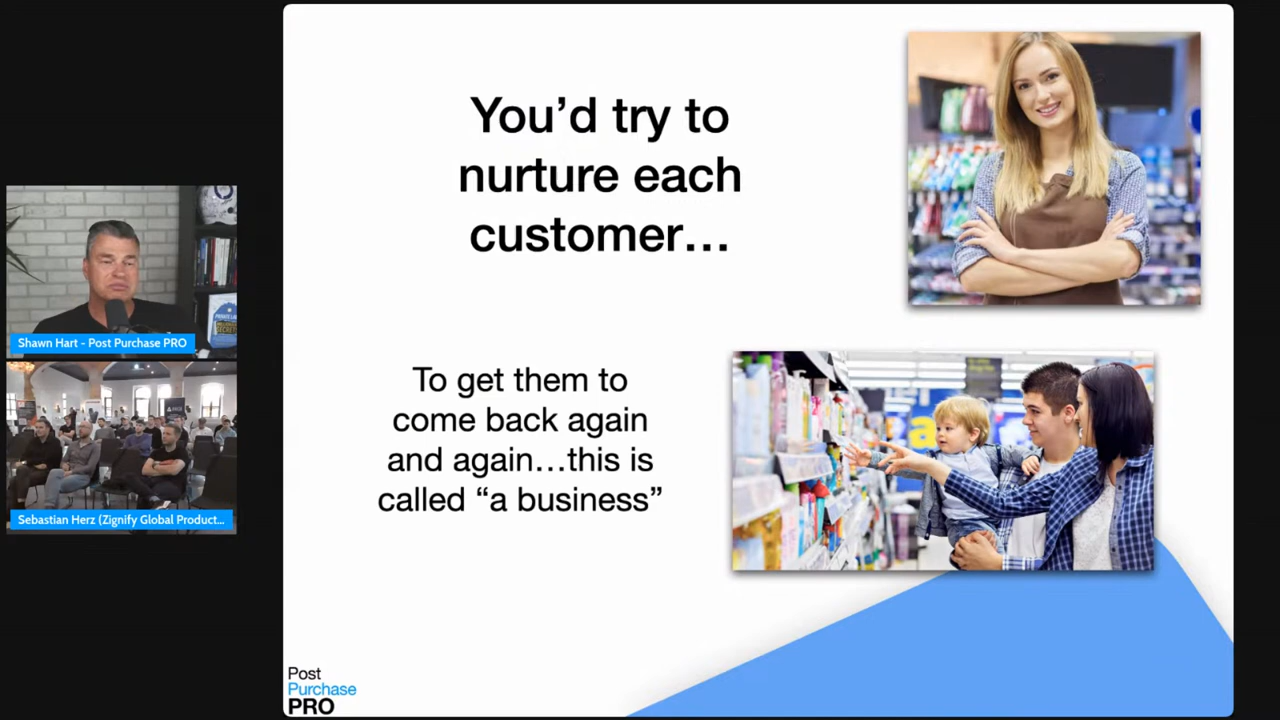 You’d try to
nurture each
customer…
To get them to
come back again
and again…this is
called “a business”
Shawn Hart - Post Purchase PRO
Sebastian Herz (Zignify Global Product...
Post
Purchase
PRO